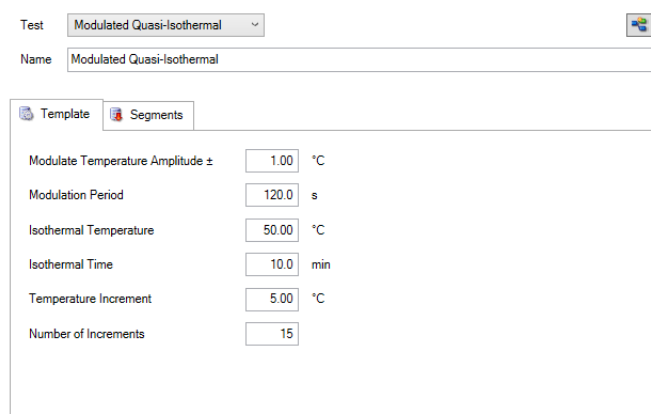 Test Modulated Quasi-Isothermal
Name Modulated Quasi-Isothermal
Template Segments
Modulate Temperature Amplitude ± 1.00 °C
Modulation Period 120.0 s
Isothermal Temperature 50.00 °C
Isothermal Time 10.0 min
Temperature Increment 5.00 °C
Number of Increments 15